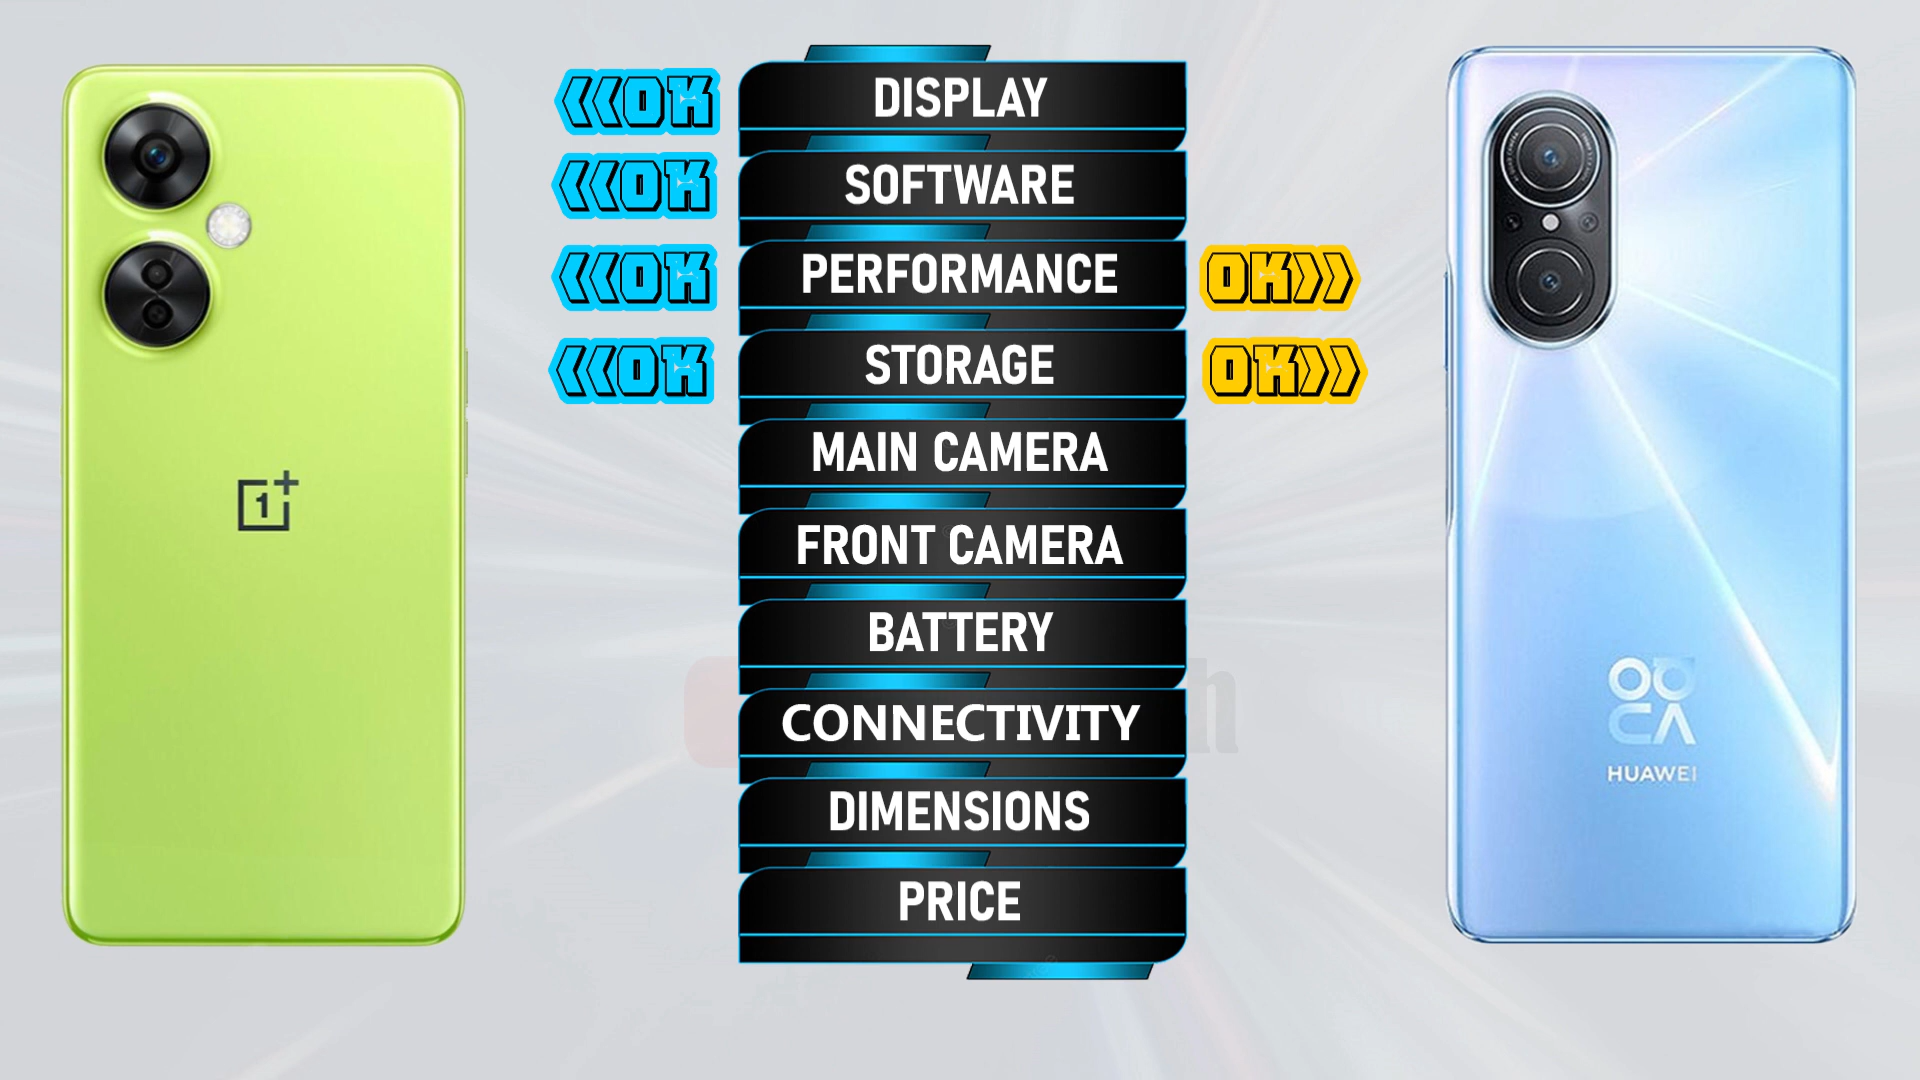 <<OK DISPLAY
<<OK SOFTWARE
<<OK PERFORMANCE OK>>
<<OK STORAGE OK>>
MAIN CAMERA
FRONT CAMERA
BATTERY
CONNECTIVITY
DIMENSIONS
PRICE
1+
HUAWEI